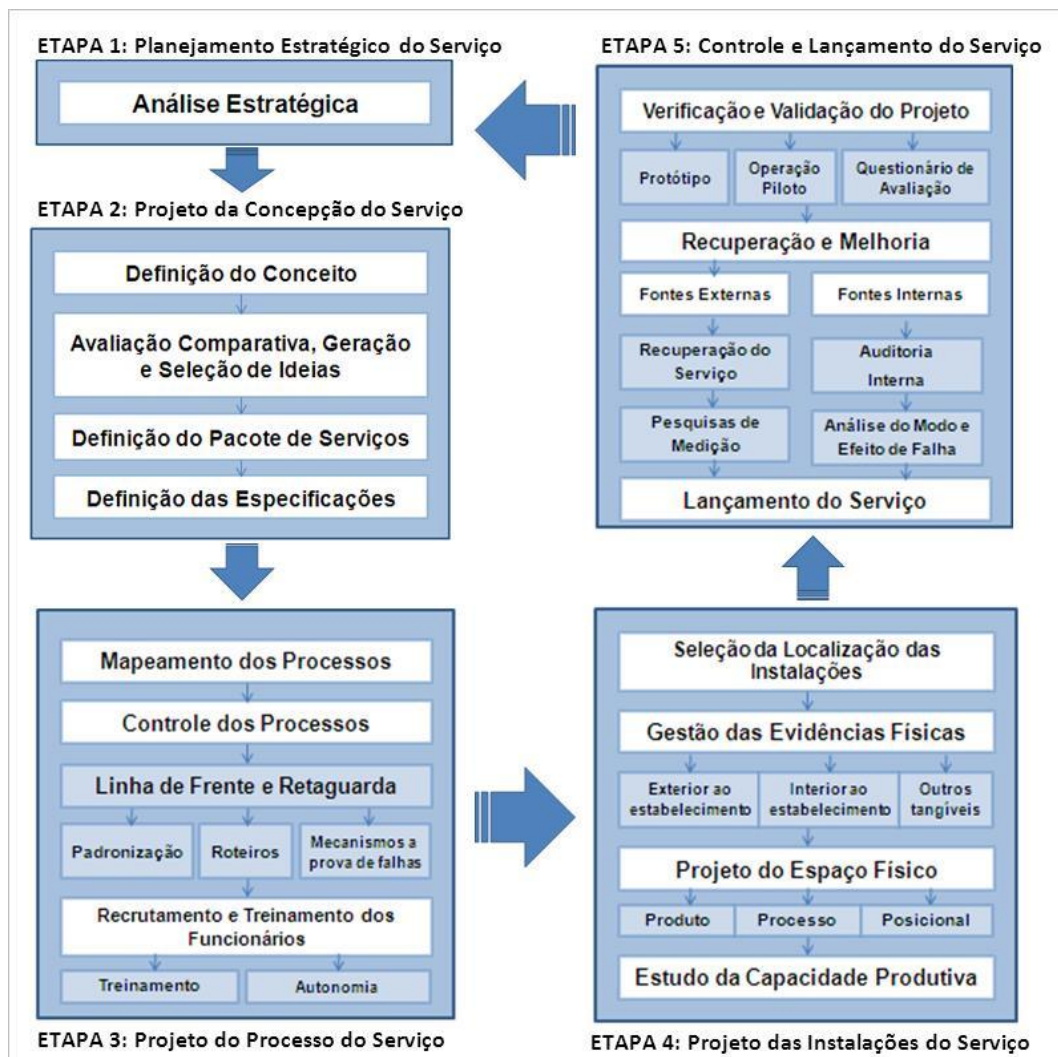 ETAPA 1: Planejamento Estratégico do Serviço
Análise Estratégica
ETAPA 2: Projeto da Concepção do Serviço
Definição do Conceito
Avaliação Comparativa, Geração
e Seleção de Ideias
Definição do Pacote de Serviços
Definição das Especificações
Mapeamento dos Processos
Controle dos Processos
Linha de Frente e Retaguarda
Padronização
Roteiros
Mecanismos a
prova de falhas
Recrutamento e Treinamento dos
Funcionários
Treinamento
Autonomia
ETAPA 3: Projeto do Processo do Serviço
Seleção da Localização das
Instalações
Gestão das Evidências Físicas
Exterior ao
estabelecimento
Interior ao
estabelecimento
Outros
tangíveis
Projeto do Espaço Físico
Produto
Processo
Posicional
Estudo da Capacidade Produtiva
ETAPA 4: Projeto das Instalações do Serviço
ETAPA 5: Controle e Lançamento do Serviço
Verificação e Validação do Projeto
Protótipo
Operação
Piloto
Questionário de
Avaliação
Recuperação e Melhoria
Fontes Externas
Fontes Internas
Recuperação do
Serviço
Auditoria
Interna
Pesquisas de
Medição
Análise do Modo e
Efeito de Falha
Lançamento do Serviço